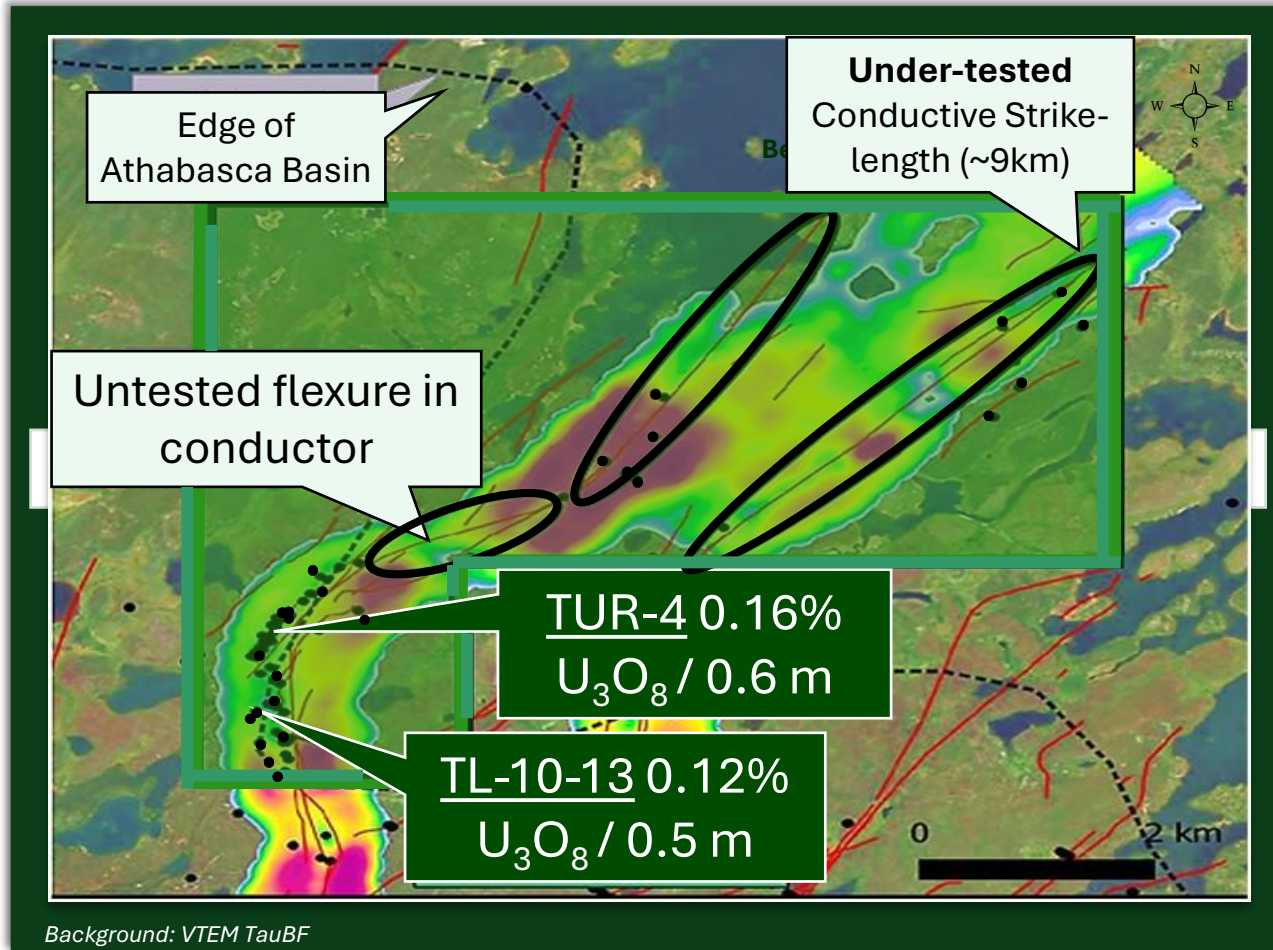 Edge of
Athabasca Basin
Under-tested
Conductive Strike-
length (~9km)
N
W E
S
Be
Untested flexure in
conductor
TUR-4 0.16%
U₃O₈ / 0.6 m
TL-10-13 0.12%
U₃O₈ / 0.5 m
0 2 km
Background: VTEM TauBF